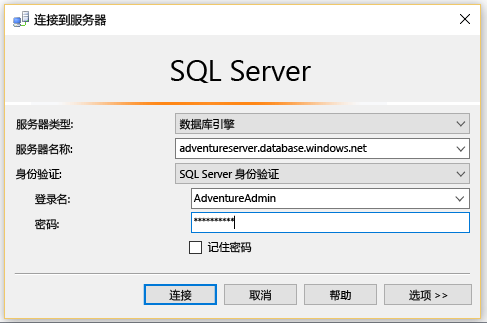 连接到服务器
SQL Server
服务器类型: 数据库引擎
服务器名称: adventureserver.database.windows.net
身份验证: SQL Server 身份验证
登录名: AdventureAdmin
密码: **********
记住密码
连接 取消 帮助 选项 >>